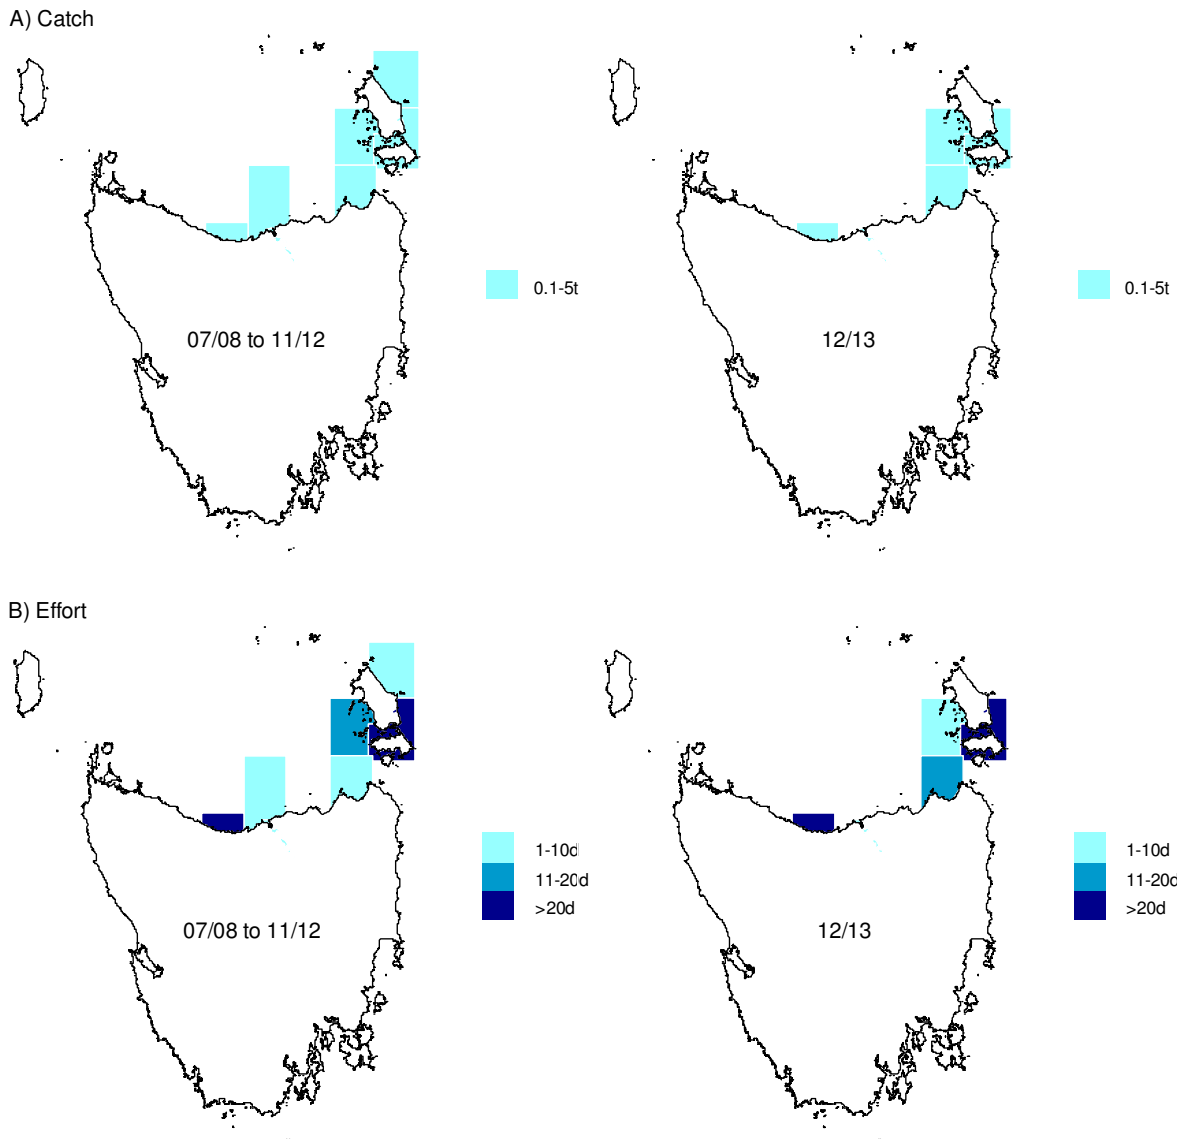 A) Catch
0.1-5t
0.1-5t
07/08 to 11/12
12/13
B) Effort
1-10d
11-20d
>20d
1-10d
11-20d
>20d
07/08 to 11/12
12/13